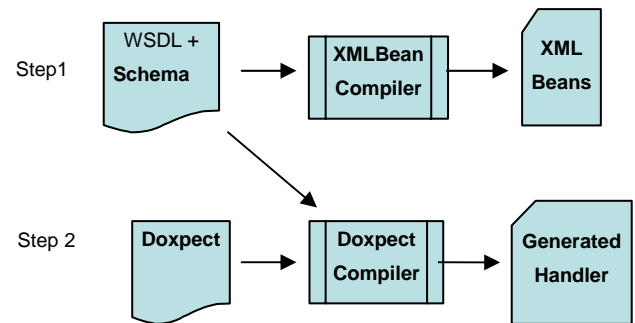 Step1
WSDL +
Schema
XMLBean
Compiler
XML
Beans
Step 2
Doxpect
Doxpect
Compiler
Generated
Handler